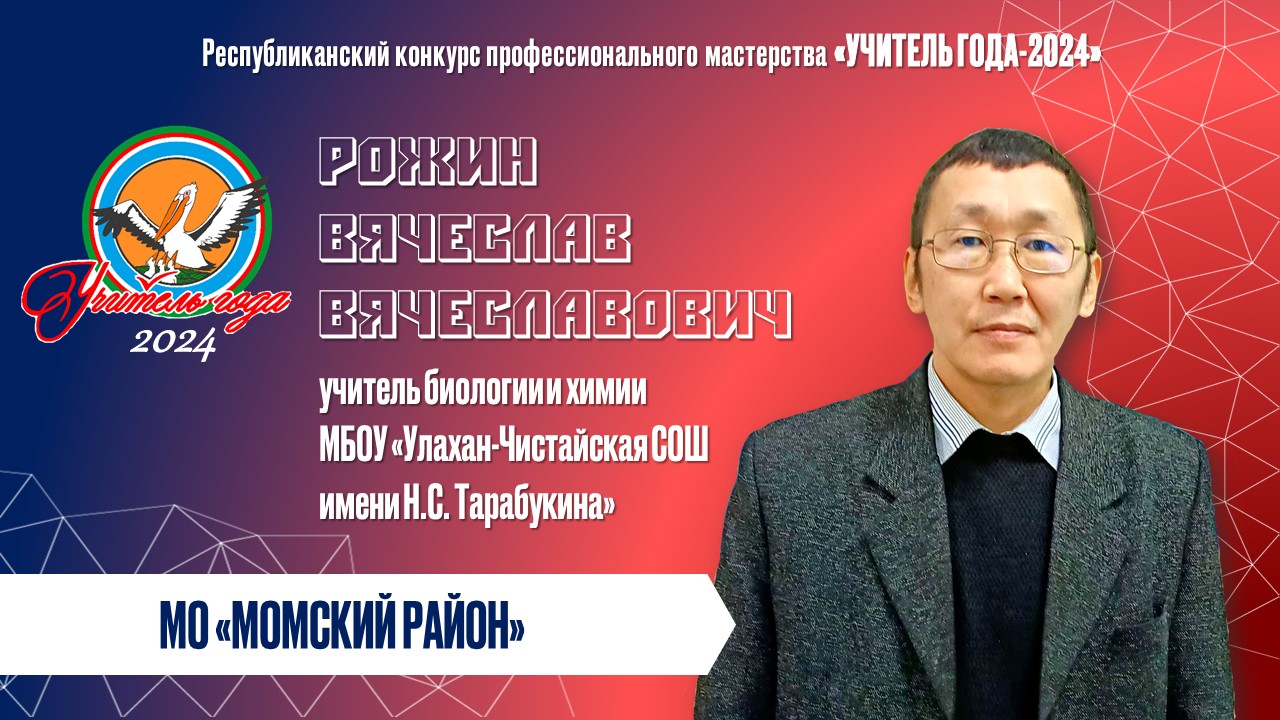 Республиканский конкурс профессионального мастерства «УЧИТЕЛЬ ГОДА-2024»
Учитель года
2024
РОЖИН
ВЯЧЕСЛАВ
ВЯЧЕСЛАВОВИЧ
учитель биологии и химии
МБОУ «Улахан-Чистайская СОШ
имени Н.С. Тарабукина»
МО «МОМСКИЙ РАЙОН»